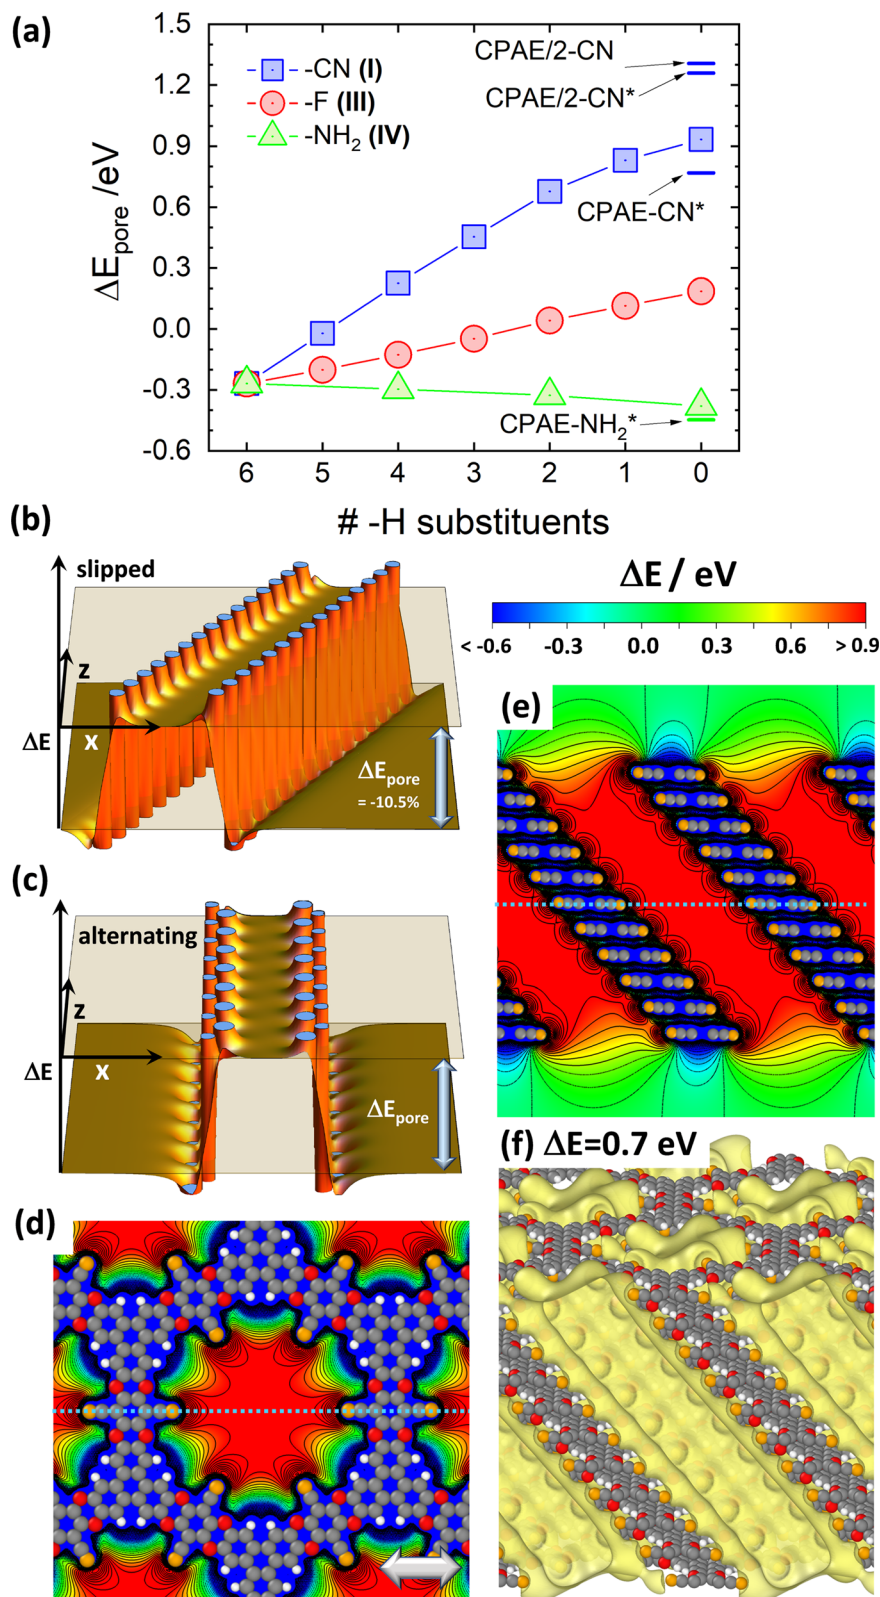 (a)
1.5
1.2
0.9
0.6
0.3
0.0
-0.3
-0.6
ΔE_pore /eV
-CN (I)
-F (III)
-NH₂ (IV)
CPAE/2-CN
CPAE/2-CN*
CPAE-CN*
CPAE-NH₂*
6 5 4 3 2 1 0
# -H substituents
(b)
slipped
z
x
ΔE
ΔE_pore
= -10.5%
ΔE / eV
< -0.6 -0.3 0.0 0.3 0.6 > 0.9
(c)
alternating
z
x
ΔE
ΔE_pore
(d)
(e)
(f) ΔE=0.7 eV